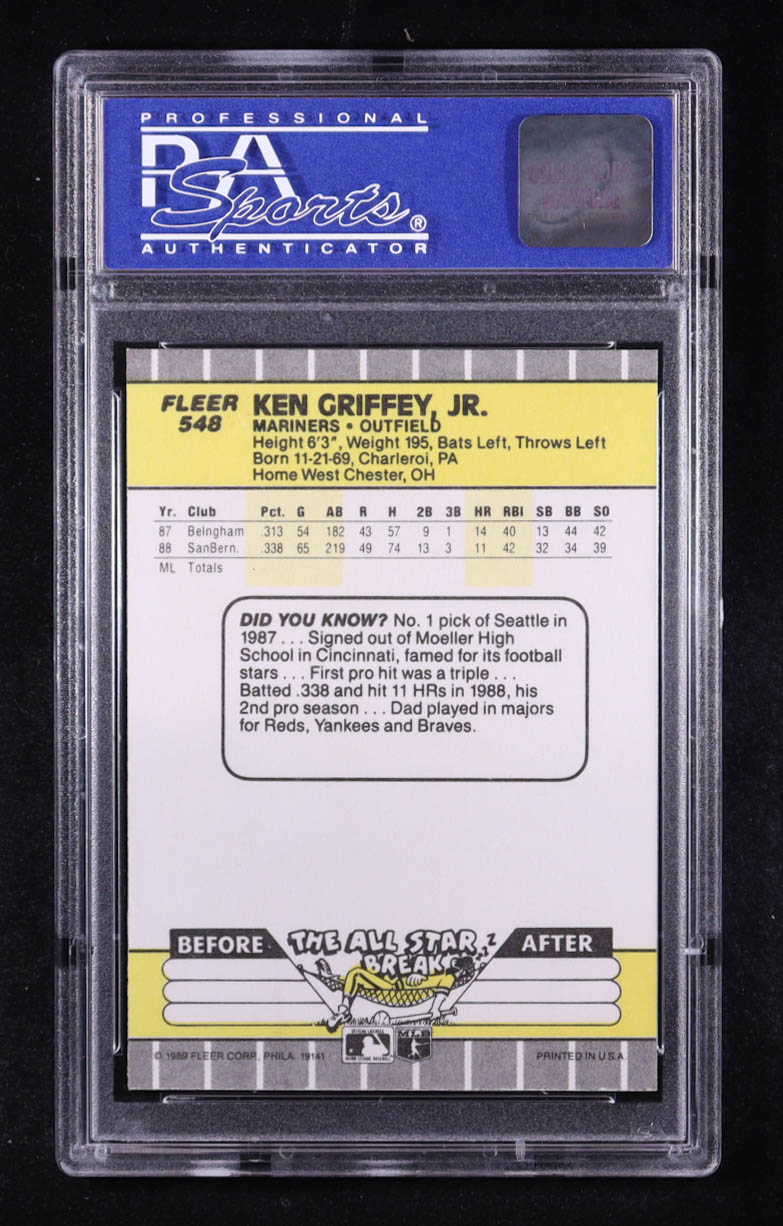 PROFESSIONAL
PSA
Sports®
AUTHENTICATOR
COLLECTORS
UNIVERSE
FLEER KEN GRIFFEY, JR.
548 MARINERS • OUTFIELD
Height 6'3", Weight 195, Bats Left, Throws Left
Born 11-21-69, Charleroi, PA
Home West Chester, OH
Yr. Club Pct. G AB R H 2B 3B HR RBI SB BB SO
87 Belngham .313 54 182 43 57 9 1 14 40 13 44 42
88 SanBern. .338 65 219 49 74 13 3 11 42 32 34 39
ML Totals
DID YOU KNOW? No. 1 pick of Seattle in
1987 . . . Signed out of Moeller High
School in Cincinnati, famed for its football
stars . . . First pro hit was a triple . . .
Batted .338 and hit 11 HRs in 1988, his
2nd pro season . . . Dad played in majors
for Reds, Yankees and Braves.
BEFORE THE ALL STAR BREAK AFTER
© 1989 FLEER CORP., PHILA. 19141 PRINTED IN U.S.A.
MLB